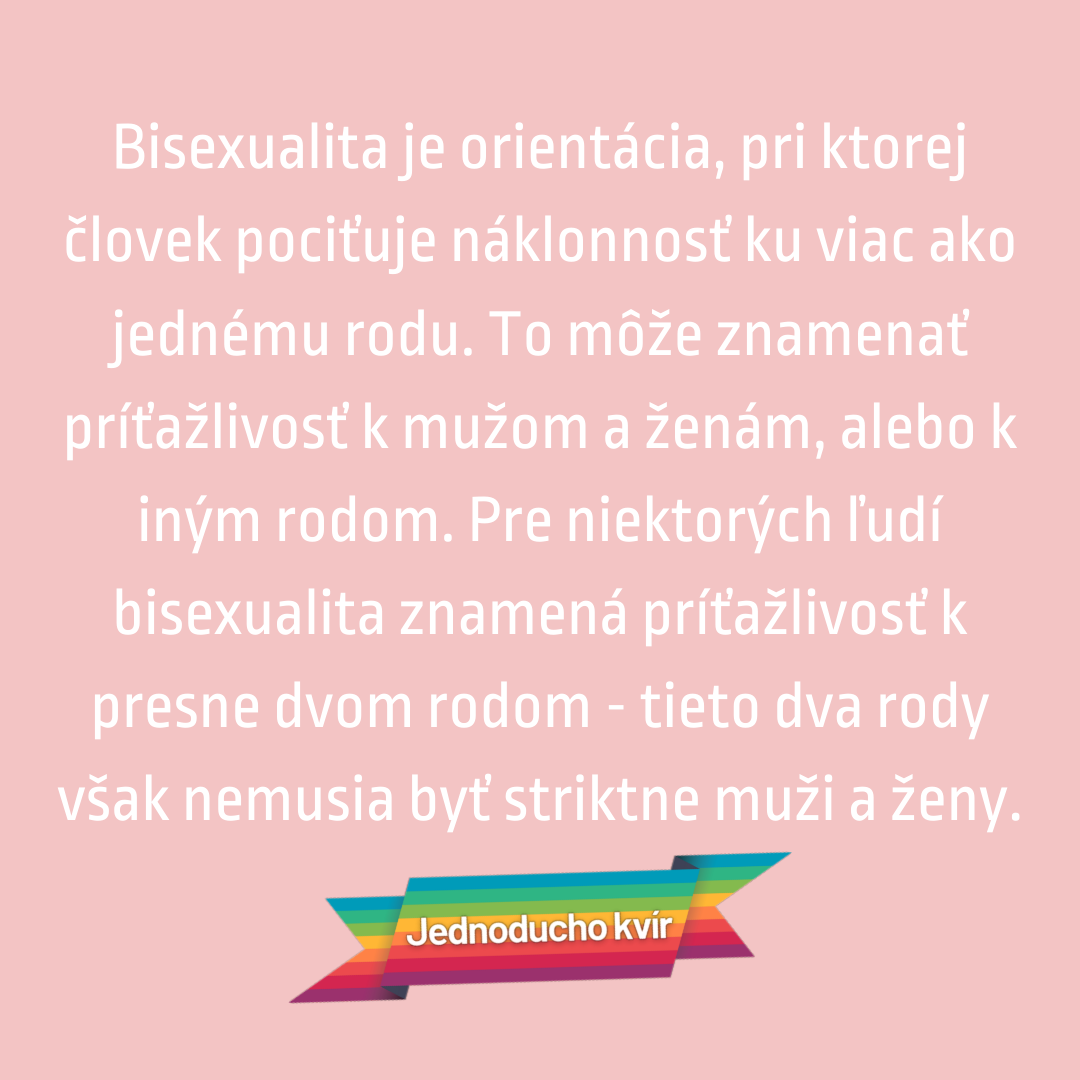 Bisexualita je orientácia, pri ktorej
človek pociťuje náklonnosť ku viac ako
jednému rodu. To môže znamenať
príťažlivosť k mužom a ženám, alebo k
iným rodom. Pre niektorých ľudí
bisexualita znamená príťažlivosť k
presne dvom rodom - tieto dva rody
však nemusia byť striktne muži a ženy.
Jednoducho kvír